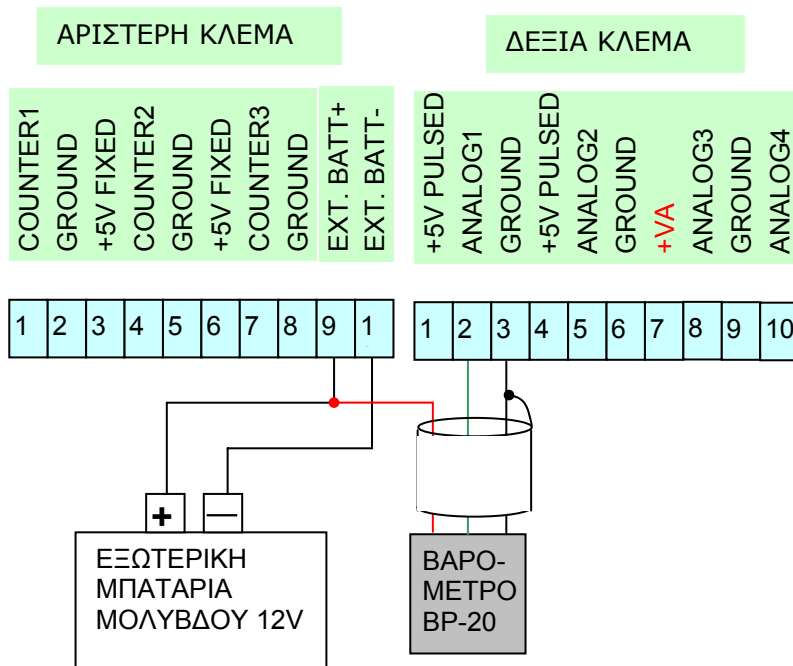 ΑΡΙΣΤΕΡΗ ΚΛΕΜΑ
ΔΕΞΙΑ ΚΛΕΜΑ
COUNTER1
GROUND
+5V FIXED
COUNTER2
GROUND
+5V FIXED
COUNTER3
GROUND
EXT. BATT+
EXT. BATT-
+5V PULSED
ANALOG1
GROUND
+5V PULSED
ANALOG2
GROUND
+VA
ANALOG3
GROUND
ANALOG4
1 2 3 4 5 6 7 8 9 1
1 2 3 4 5 6 7 8 9 10
+ —
ΕΞΩΤΕΡΙΚΗ
ΜΠΑΤΑΡΙΑ
ΜΟΛΥΒΔΟΥ 12V
ΒΑΡΟ-
ΜΕΤΡΟ
BP-20